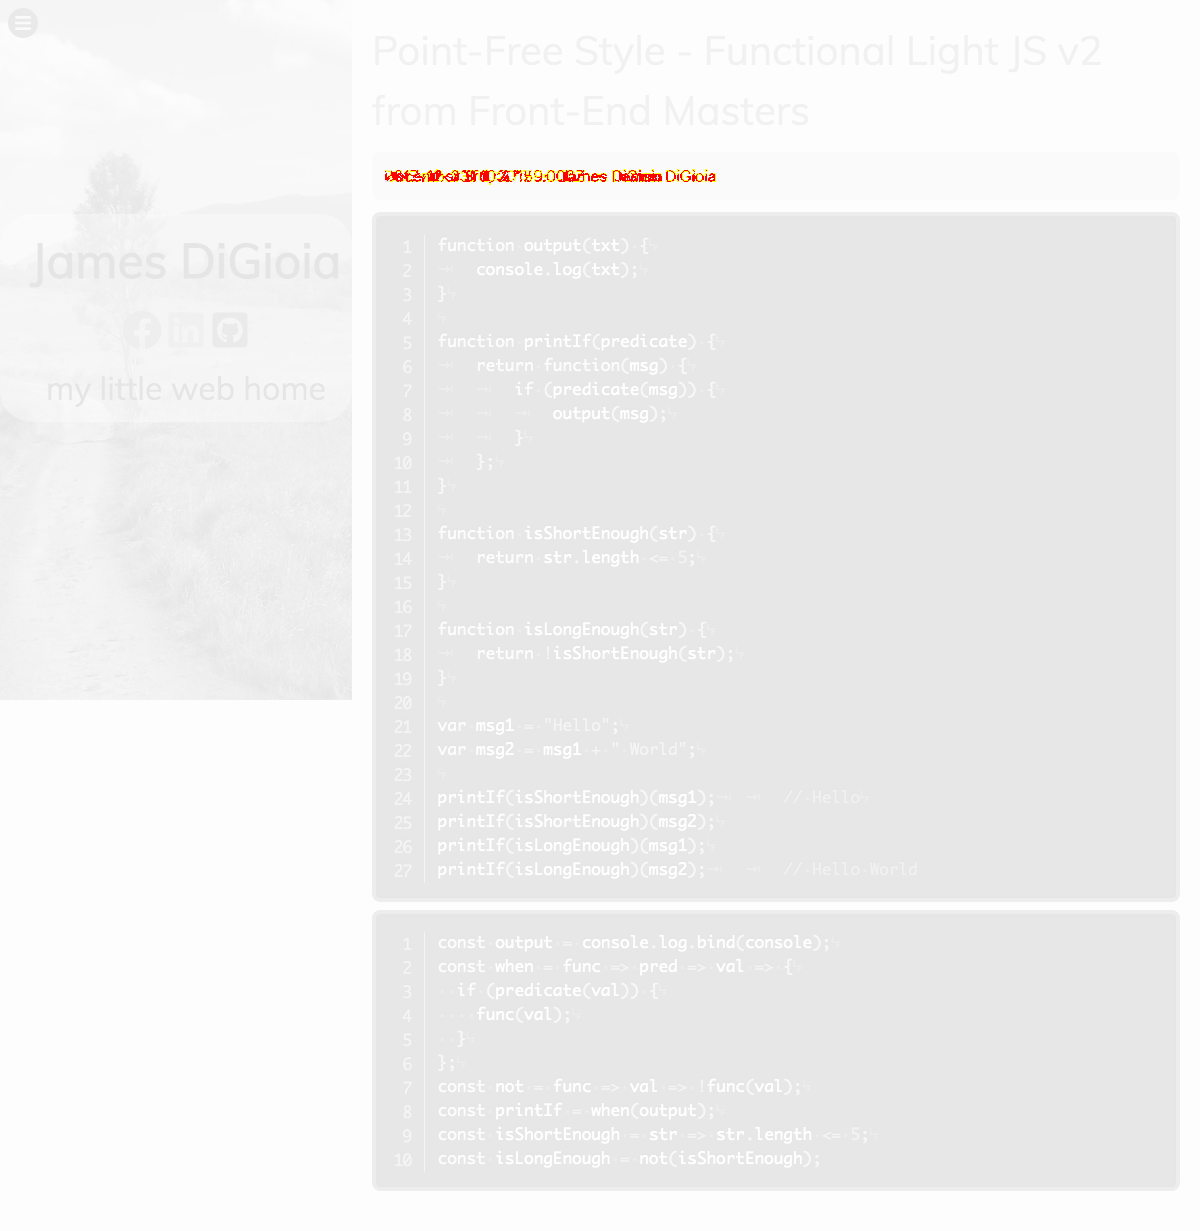 Point-Free Style - Functional Light JS v2
from Front-End Masters
James DiGioia
James DiGioia
my little web home
1 function output(txt) {
2 console.log(txt);
3 }
4
5 function printIf(predicate) {
6 return function(msg) {
7 if (predicate(msg)) {
8 output(msg);
9 }
10 };
11 }
12
13 function isShortEnough(str) {
14 return str.length <= 5;
15 }
16
17 function isLongEnough(str) {
18 return !isShortEnough(str);
19 }
20
21 var msg1 = "Hello";
22 var msg2 = msg1 + " World";
23
24 printIf(isShortEnough)(msg1); // Hello
25 printIf(isShortEnough)(msg2);
26 printIf(isLongEnough)(msg1);
27 printIf(isLongEnough)(msg2); // Hello World
1 const output = console.log.bind(console);
2 const when = func => pred => val => {
3 if (predicate(val)) {
4 func(val);
5 }
6 };
7 const not = func => val => !func(val);
8 const printIf = when(output);
9 const isShortEnough = str => str.length <= 5;
10 const isLongEnough = not(isShortEnough);